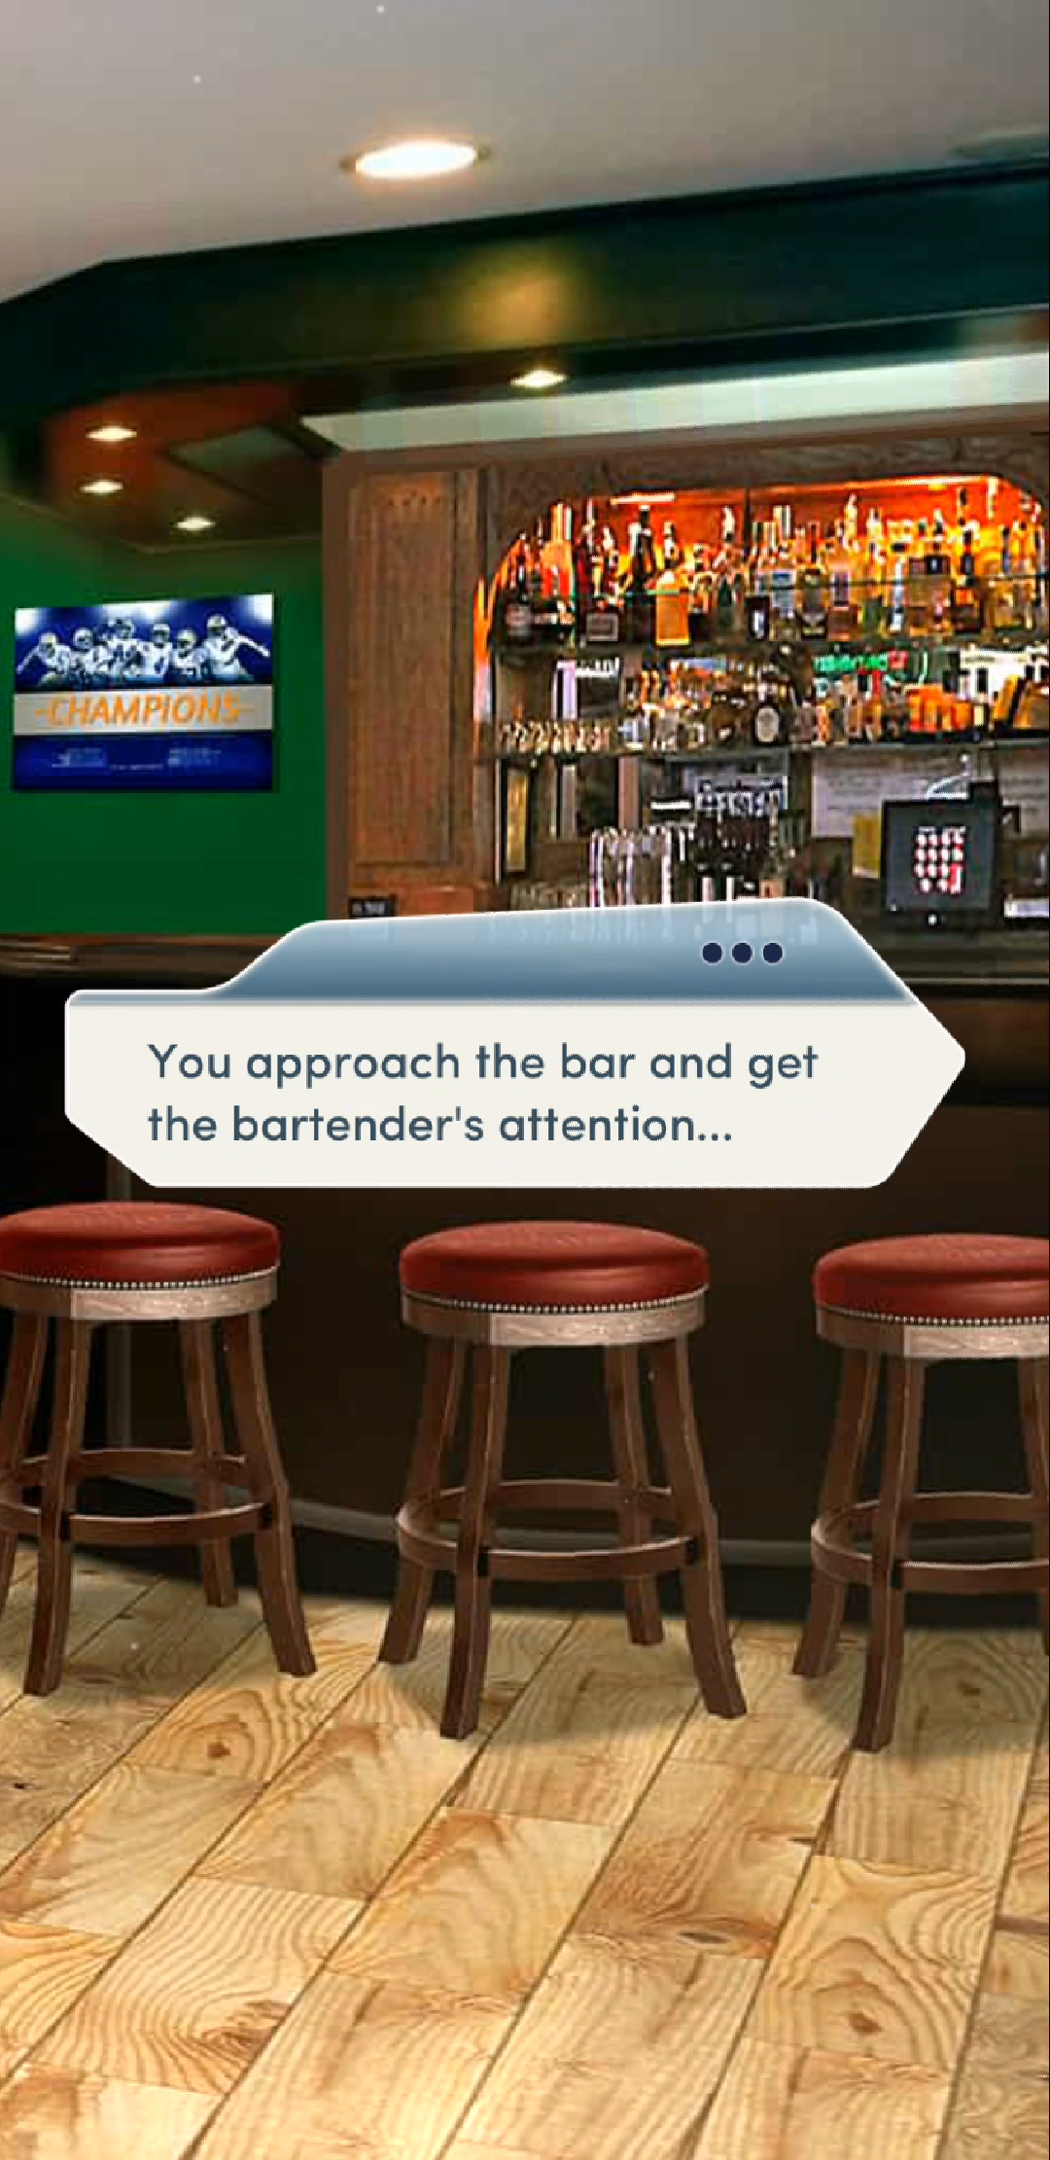 -CHAMPIONS-
You approach the bar and get
the bartender's attention...